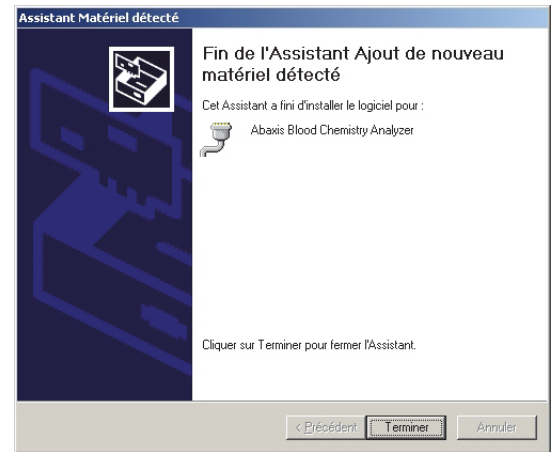 Assistant Matériel détecté
Fin de l'Assistant Ajout de nouveau
matériel détecté
Cet Assistant a fini d'installer le logiciel pour :
Abaxis Blood Chemistry Analyzer
Cliquer sur Terminer pour fermer l'Assistant.
< Précédent Terminer Annuler